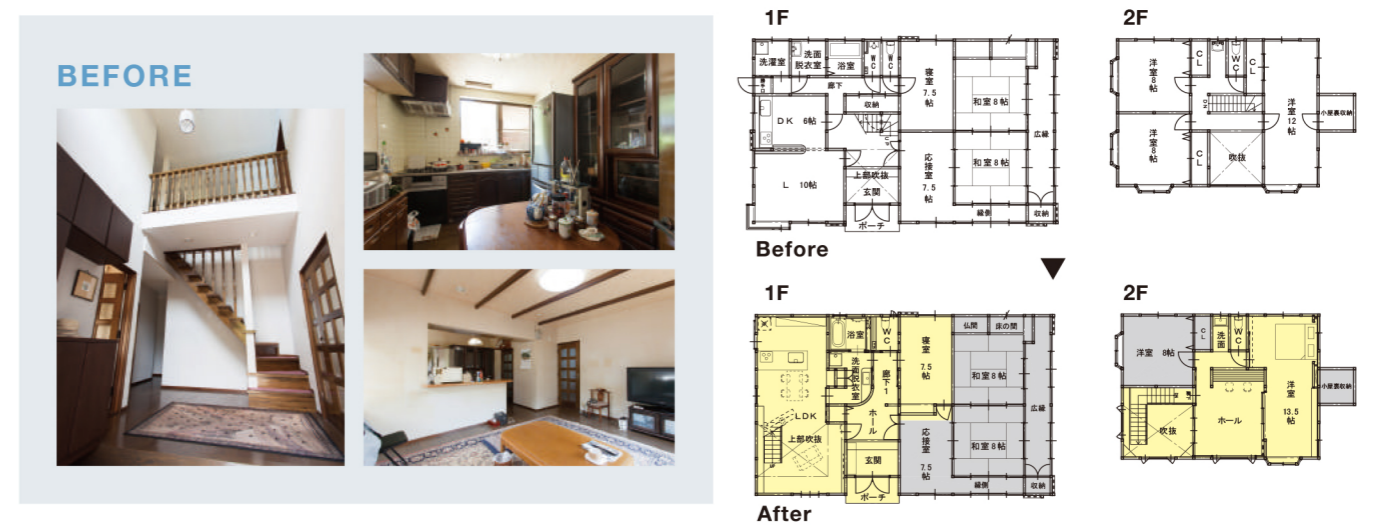 BEFORE
1F
2F
洗濯室
洗面
脱衣室
浴室
WC
WC
廊下
収納
DK 6帖
L 10帖
上部吹抜
玄関
ポーチ
寝室
7.5
帖
応接室
7.5
帖
和室8帖
和室8帖
広縁
縁側
収納
洋室
8帖
洋室
8帖
CL
WC
CL
CL
DN
吹抜
洋室
12
帖
小屋裏収納
Before
▼
1F
2F
浴室
WC
洗面脱衣室
廊下1
LDK
上部吹抜
ホール
玄関
ポーチ
寝室
7.5
帖
応接室
7.5
帖
仏間
床の間
和室8帖
和室8帖
広縁
縁側
収納
洋室 8帖
CL
洗面
WC
吹抜
ホール
洋室
13.5
帖
小屋裏収納
After